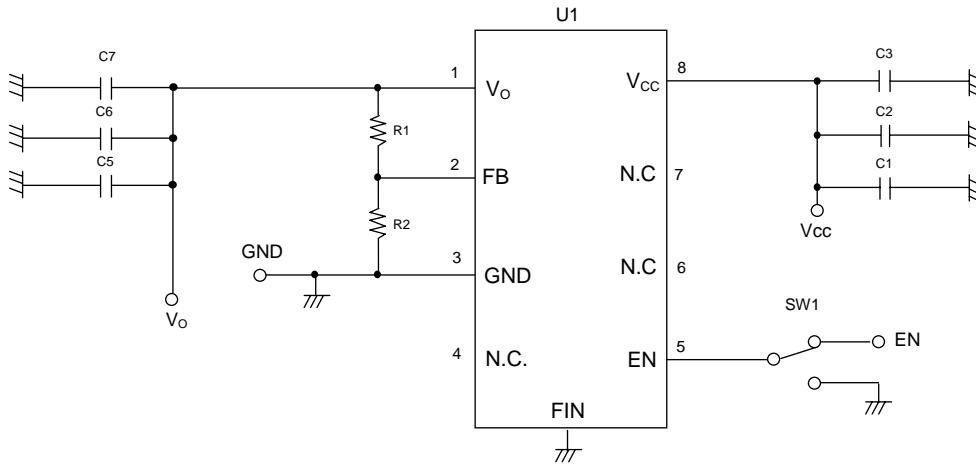 U1
C7
C3
1
8
V_O
V_CC
C6
C2
R1
C5
2
FB
N.C
7
C1
R2
Vcc
GND
3
GND
N.C
6
V_O
SW1
4
N.C.
EN
5
EN
FIN